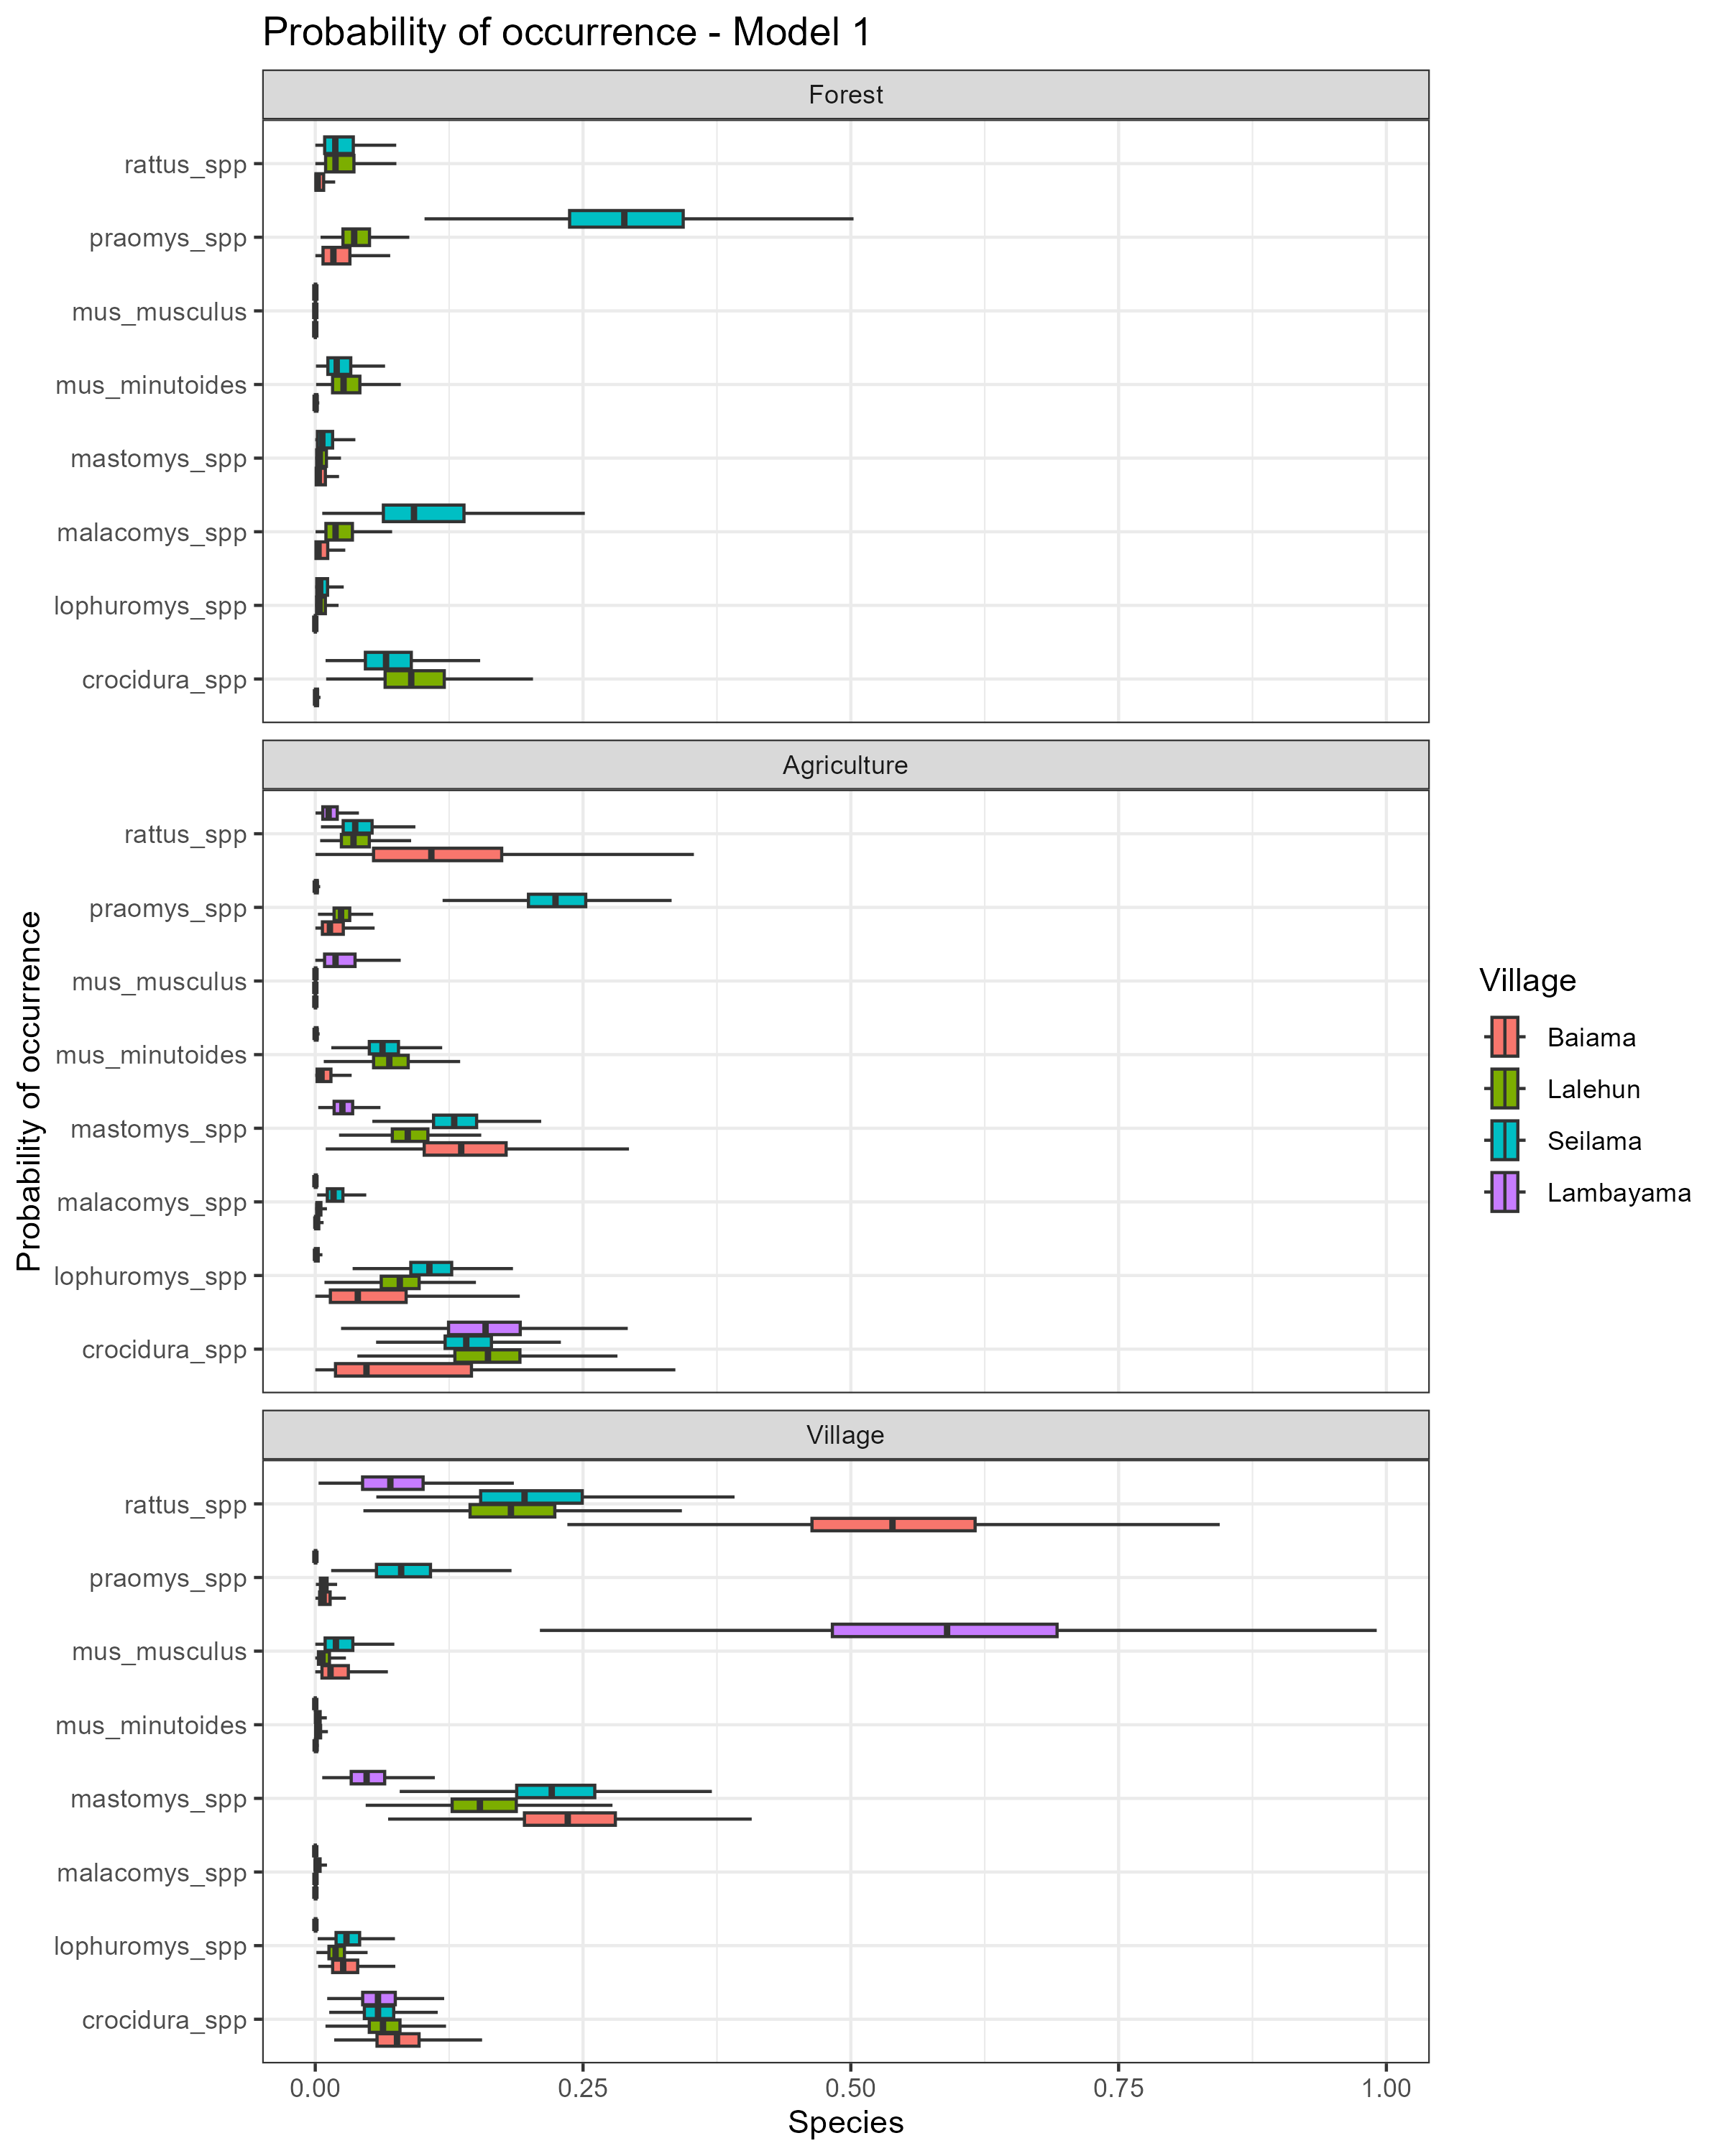 Probability of occurrence - Model 1
Forest
rattus_spp
praomys_spp
mus_musculus
mus_minutoides
mastomys_spp
malacomys_spp
lophuromys_spp
crocidura_spp
Agriculture
rattus_spp
praomys_spp
mus_musculus
mus_minutoides
mastomys_spp
malacomys_spp
lophuromys_spp
crocidura_spp
Village
rattus_spp
praomys_spp
mus_musculus
mus_minutoides
mastomys_spp
malacomys_spp
lophuromys_spp
crocidura_spp
0.00 0.25 0.50 0.75 1.00
Species
Probability of occurrence
Village
Baiama
Lalehun
Seilama
Lambayama